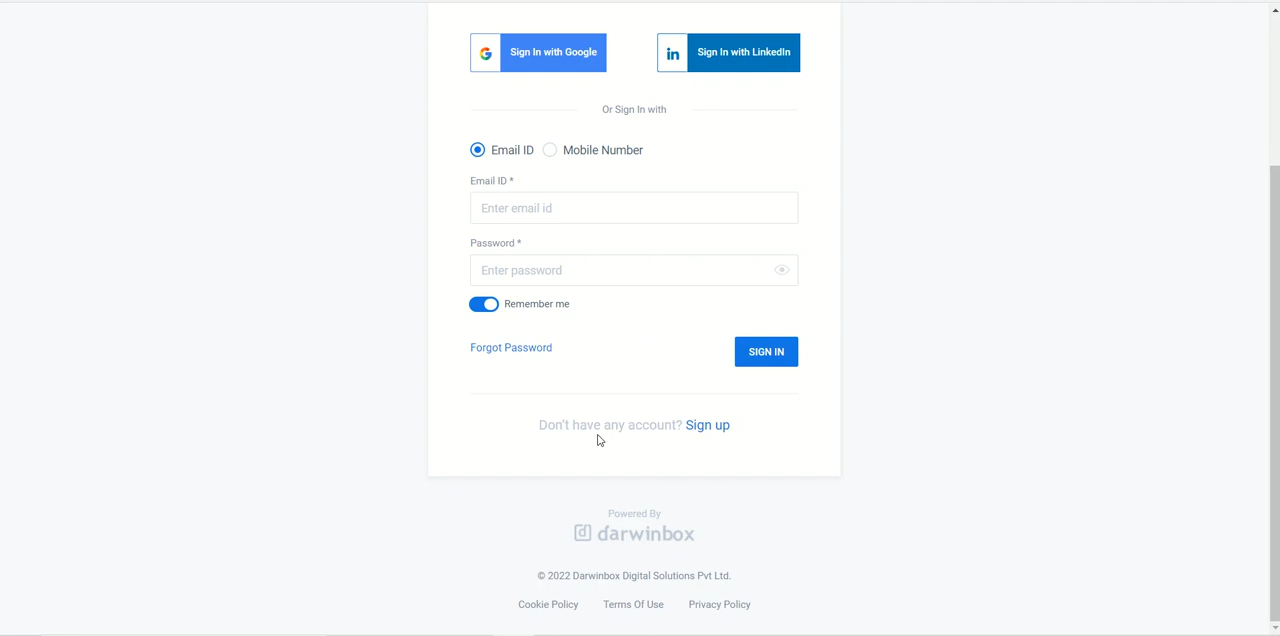 Sign In with Google
in Sign In with LinkedIn
Or Sign In with
Email ID Mobile Number
Email ID *
Enter email id
Password *
Enter password
Remember me
Forgot Password
SIGN IN
Don't have any account? Sign up
Powered By
darwinbox
© 2022 Darwinbox Digital Solutions Pvt Ltd.
Cookie Policy Terms Of Use Privacy Policy